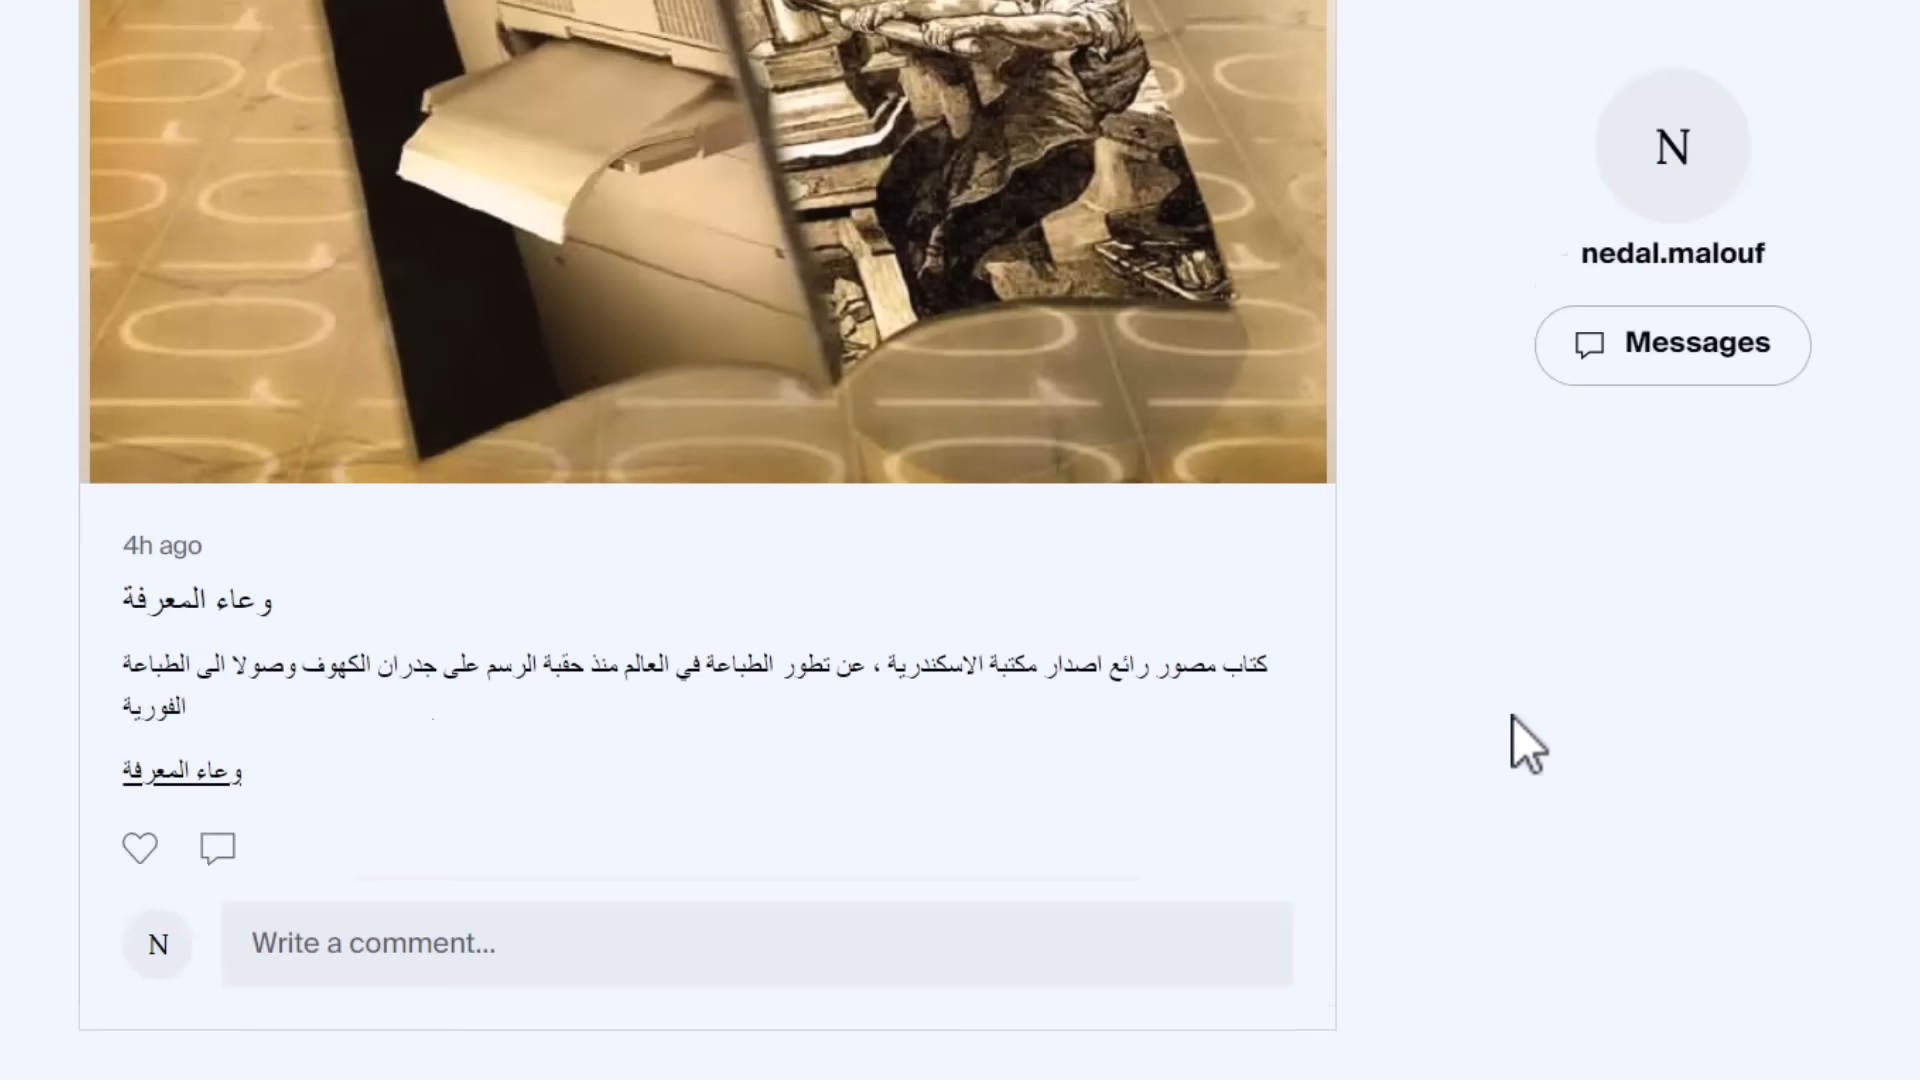 N
nedal.malouf
Messages
4h ago
وعاء المعرفة
كتاب مصور رائع اصدار مكتبة الاسكندرية ، عن تطور الطباعة في العالم منذ حقبة الرسم على جدران الكهوف وصولا الى الطباعة
الفورية
وعاء المعرفة
N
Write a comment...